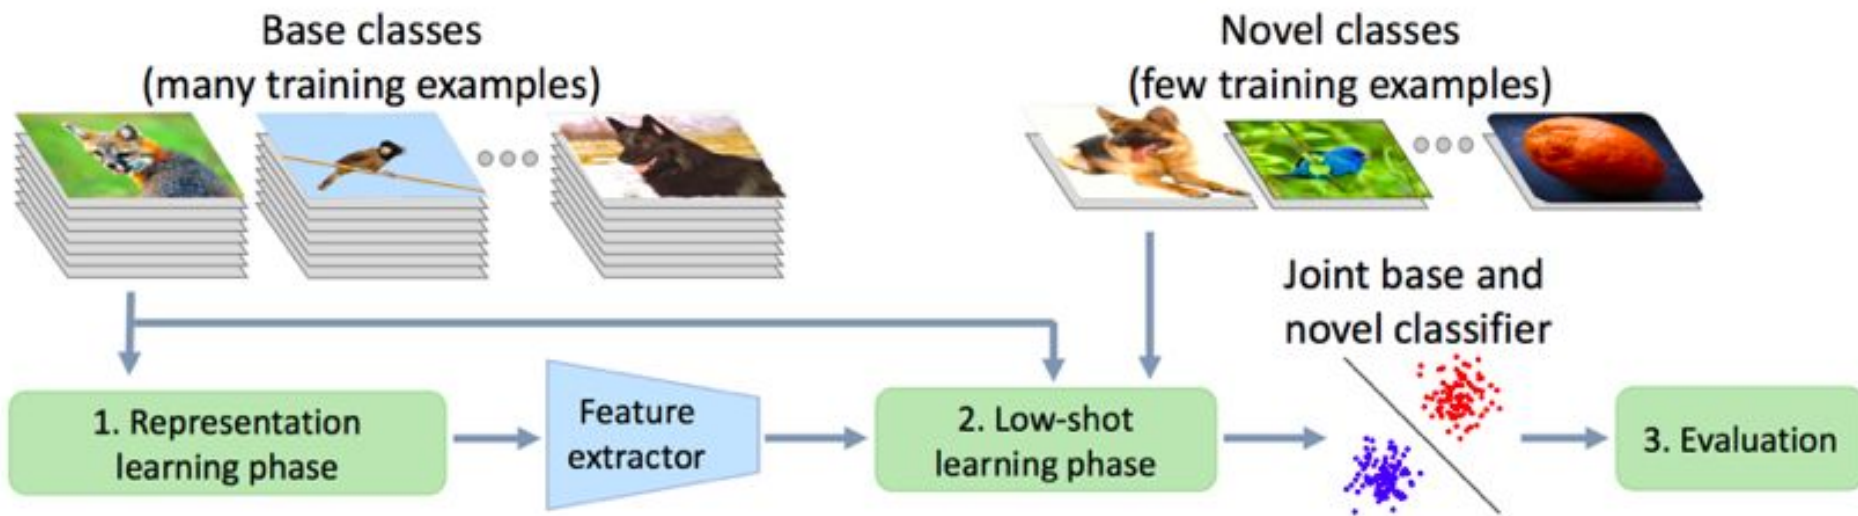 Base classes
(many training examples)
Novel classes
(few training examples)
Joint base and
novel classifier
1. Representation
learning phase
Feature
extractor
2. Low-shot
learning phase
3. Evaluation